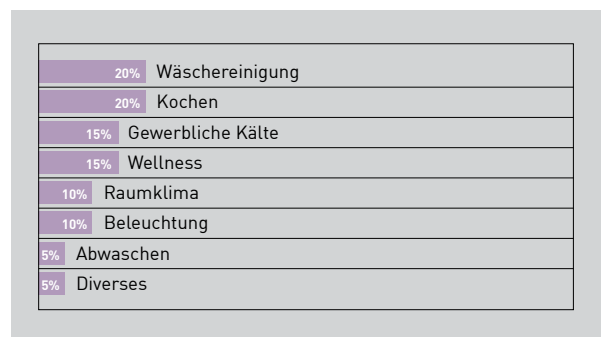 20% Wäschereinigung
20% Kochen
15% Gewerbliche Kälte
15% Wellness
10% Raumklima
10% Beleuchtung
5% Abwaschen
5% Diverses